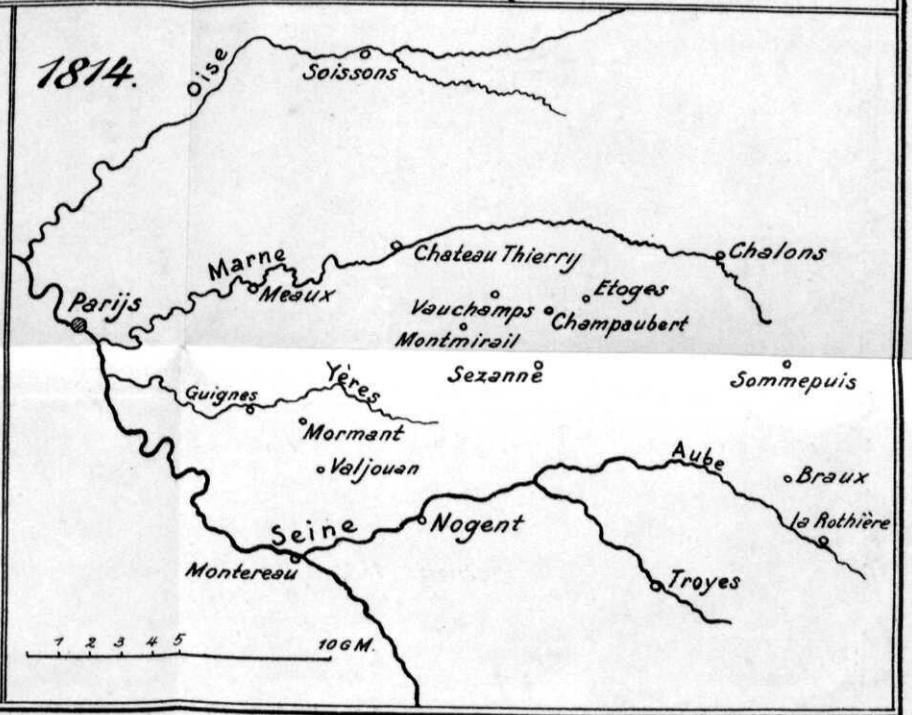 1814.
Oise
Soissons
Marne
Chateau Thierry
Chalons
Meaux
Etoges
Parijs
Vauchamps
Champaubert
Montmirail
Sezanne
Sommepuis
Yères
Guignes
Mormant
Valjouan
Aube
Braux
la Rothière
Seine
Nogent
Montereau
Troyes
1 2 3 4 5 10 G M.